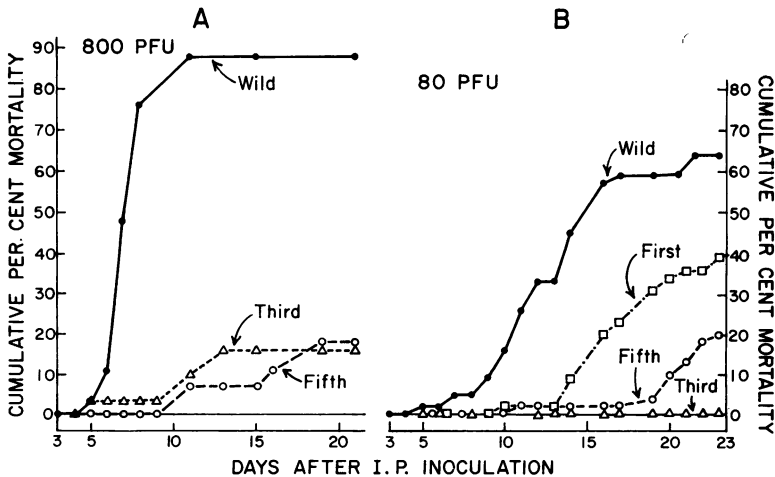 A
B
800 PFU
80 PFU
Wild
Third
Fifth
Wild
First
Fifth
Third
CUMULATIVE PER. CENT MORTALITY
90
80
70
60
50
40
30
20
10
0
3 5 10 15 20
3 5 10 15 20 23
80
70
60
50
40
30
20
10
0
CUMULATIVE PER CENT MORTALITY
DAYS AFTER I.P. INOCULATION